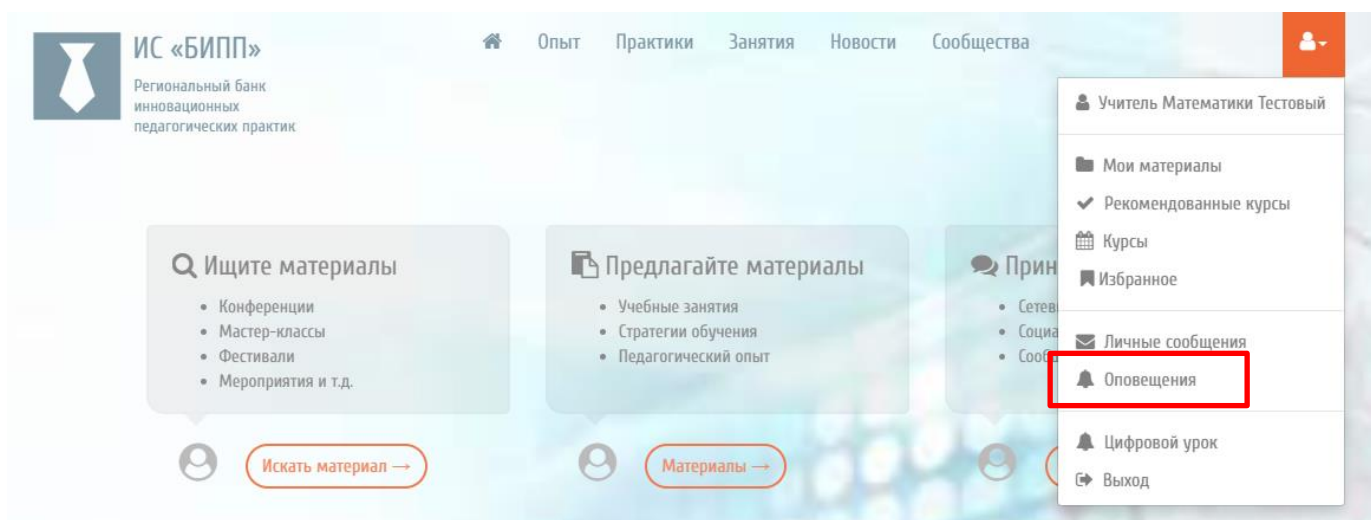 ИС «БИПП»
Региональный банк
инновационных
педагогических практик
Опыт Практики Занятия Новости Сообщества
Учитель Математики Тестовый
Мои материалы
Рекомендованные курсы
Курсы
Избранное
Личные сообщения
Оповещения
Цифровой урок
Выход
Ищите материалы
Конференции
Мастер-классы
Фестивали
Мероприятия и т.д.
Искать материал →
Предлагайте материалы
Учебные занятия
Стратегии обучения
Педагогический опыт
Материалы →